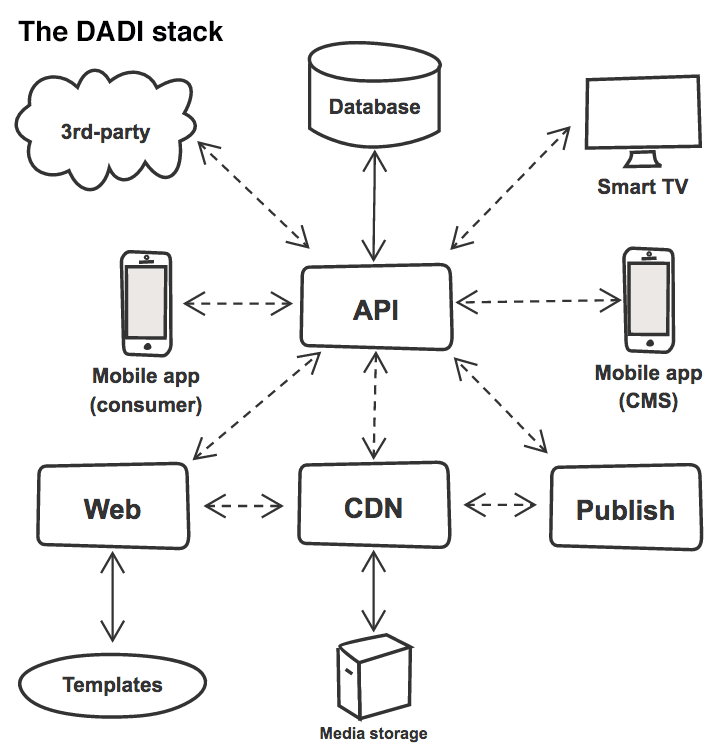 The DADI stack
3rd-party
Database
Smart TV
API
Mobile app
(consumer)
Mobile app
(CMS)
Web
CDN
Publish
Templates
Media storage